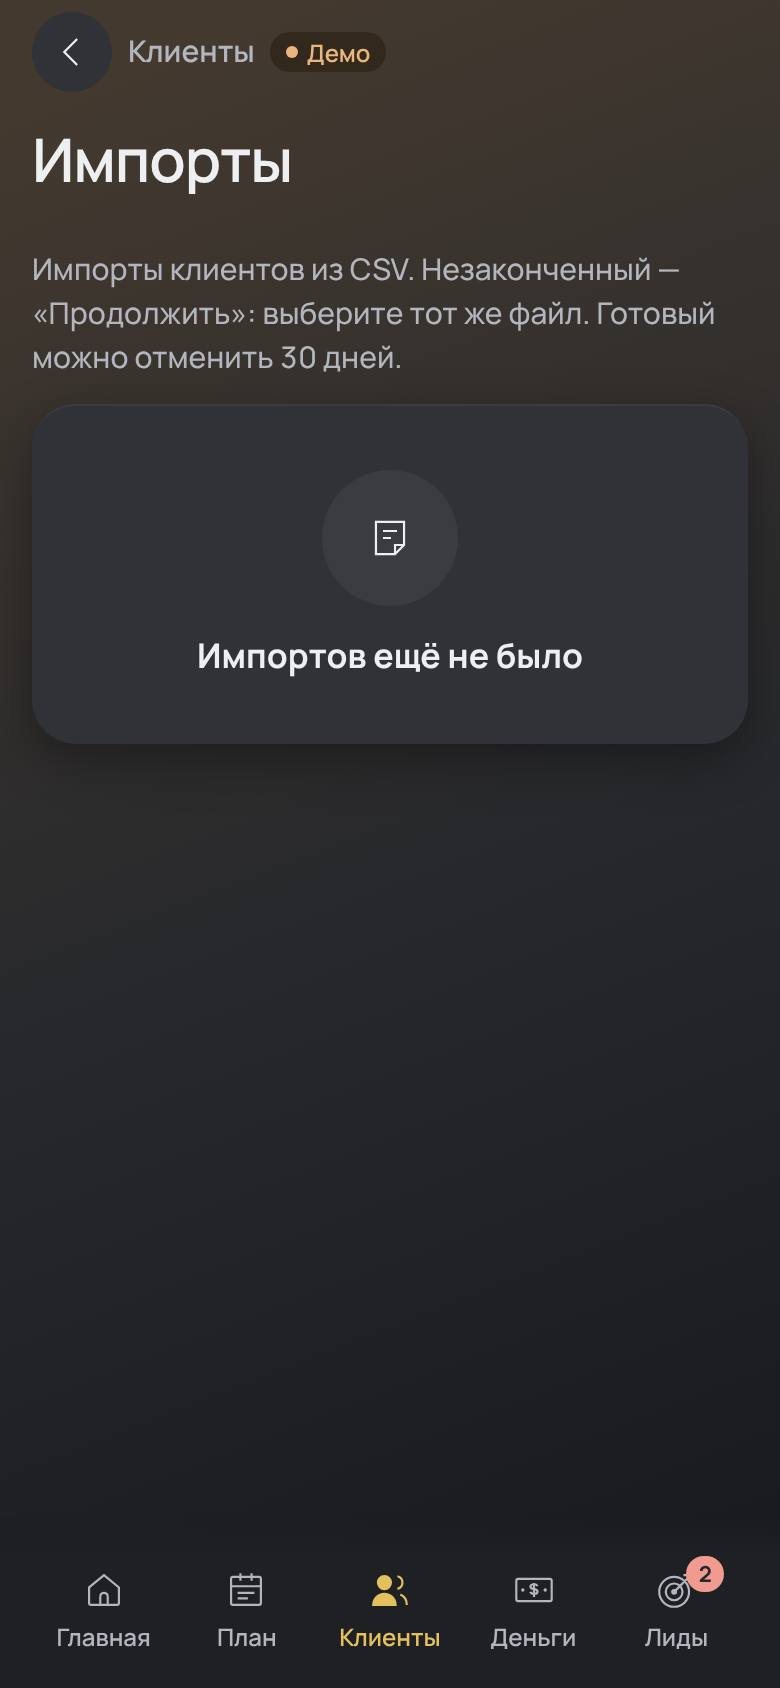 Клиенты
Демо
Импорты
Импорты клиентов из CSV. Незаконченный —
«Продолжить»: выберите тот же файл. Готовый
можно отменить 30 дней.
Импортов ещё не было
2
Главная
План
Клиенты
Деньги
Лиды